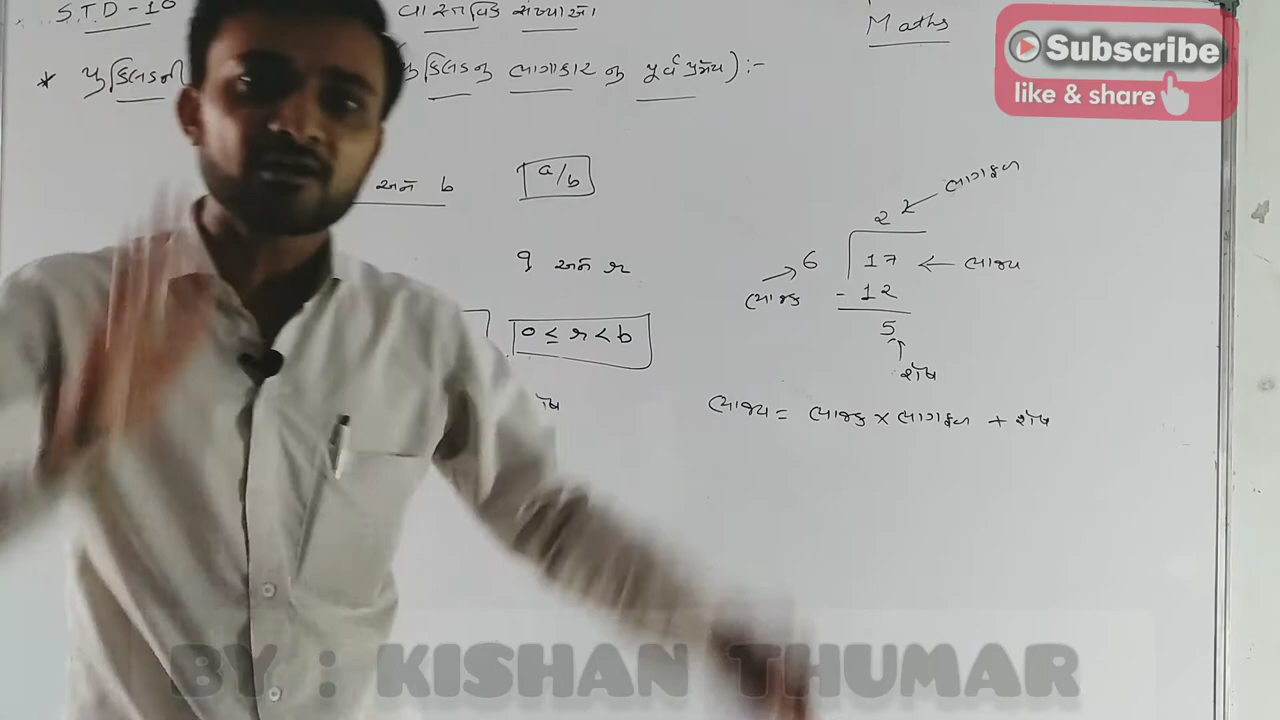 S.T.D - 10 વાસ્તવિક સંખ્યાઓ Maths
Subscribe
like & share
* યુક્લિડની યુક્લિડનુ ભાગાકાર નુ પૂર્વ પ્રમેય) :-
અને b a/b
ભાગફળ
2
6 17 ← ભાજ્ય
q અને r
ભાજક - 12
0 ≤ r < b 5
શેષ
ભાજ્ય = ભાજક × ભાગફળ + શેષ
BY : KISHAN THUMAR